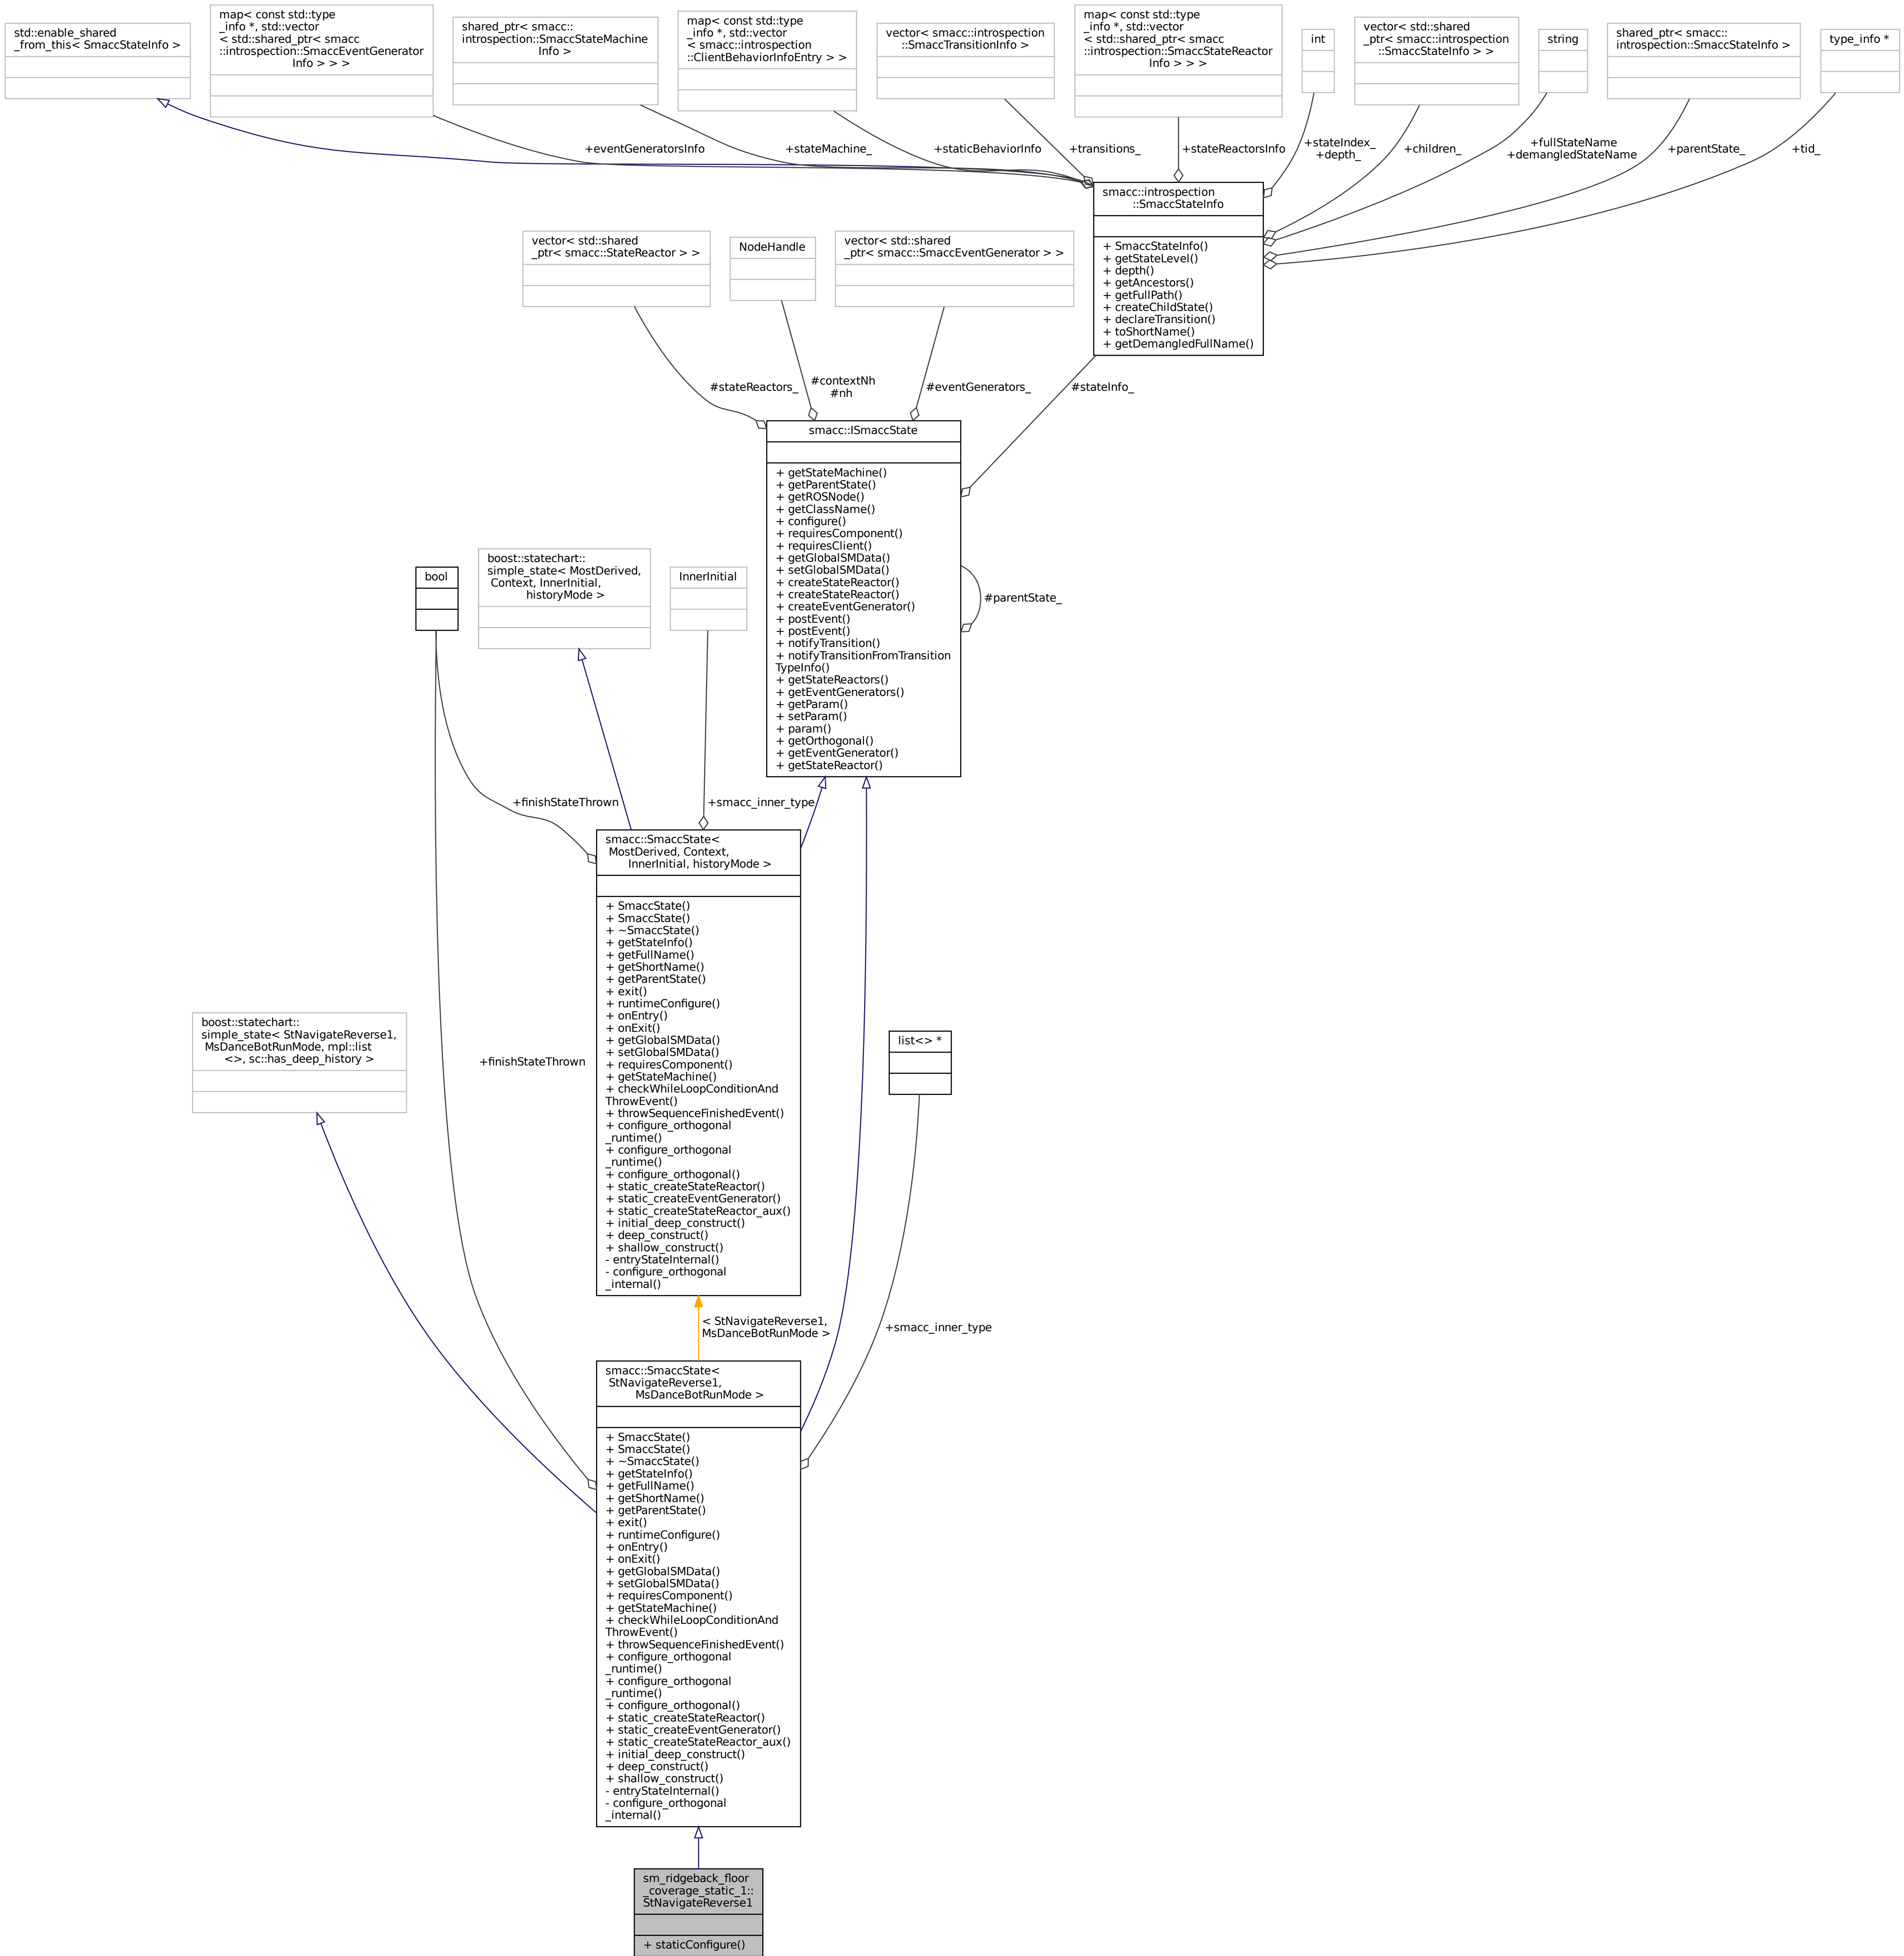 std::enable_shared
_from_this< SmaccStateInfo >
map< const std::type
_info *, std::vector
< std::shared_ptr< smacc
::introspection::SmaccEventGenerator
Info > > >
shared_ptr< smacc::
introspection::SmaccStateMachine
Info >
map< const std::type
_info *, std::vector
< smacc::introspection
::ClientBehaviorInfoEntry > >
vector< smacc::introspection
::SmaccTransitionInfo >
map< const std::type
_info *, std::vector
< std::shared_ptr< smacc
::introspection::SmaccStateReactor
Info > > >
int
vector< std::shared
_ptr< smacc::introspection
::SmaccStateInfo > >
string
shared_ptr< smacc::
introspection::SmaccStateInfo >
type_info *
+eventGeneratorsInfo
+stateMachine_
+staticBehaviorInfo
+transitions_
+stateReactorsInfo
+stateIndex_
+depth_
+children_
+fullStateName
+demangledStateName
+parentState_
+tid_
smacc::introspection
::SmaccStateInfo
+ SmaccStateInfo()
+ getStateLevel()
+ depth()
+ getAncestors()
+ getFullPath()
+ createChildState()
+ declareTransition()
+ toShortName()
+ getDemangledFullName()
vector< std::shared
_ptr< smacc::StateReactor > >
NodeHandle
vector< std::shared
_ptr< smacc::SmaccEventGenerator > >
#stateReactors_
#contextNh
#nh
#eventGenerators_
#stateInfo_
smacc::ISmaccState
+ getStateMachine()
+ getParentState()
+ getROSNode()
+ getClassName()
+ configure()
+ requiresComponent()
+ requiresClient()
+ getGlobalSMData()
+ setGlobalSMData()
+ createStateReactor()
+ createStateReactor()
+ createEventGenerator()
+ postEvent()
+ postEvent()
+ notifyTransition()
+ notifyTransitionFromTransition
TypeInfo()
+ getStateReactors()
+ getEventGenerators()
+ getParam()
+ setParam()
+ param()
+ getOrthogonal()
+ getEventGenerator()
+ getStateReactor()
#parentState_
bool
boost::statechart::
simple_state< MostDerived,
Context, InnerInitial,
historyMode >
InnerInitial
+finishStateThrown
+smacc_inner_type
smacc::SmaccState<
MostDerived, Context,
InnerInitial, historyMode >
+ SmaccState()
+ SmaccState()
+ ~SmaccState()
+ getStateInfo()
+ getFullName()
+ getShortName()
+ getParentState()
+ exit()
+ runtimeConfigure()
+ onEntry()
+ onExit()
+ getGlobalSMData()
+ setGlobalSMData()
+ requiresComponent()
+ getStateMachine()
+ checkWhileLoopConditionAnd
ThrowEvent()
+ throwSequenceFinishedEvent()
+ configure_orthogonal
_runtime()
+ configure_orthogonal
_runtime()
+ configure_orthogonal()
+ static_createStateReactor()
+ static_createEventGenerator()
+ static_createStateReactor_aux()
+ initial_deep_construct()
+ deep_construct()
+ shallow_construct()
- entryStateInternal()
- configure_orthogonal
_internal()
boost::statechart::
simple_state< StNavigateReverse1,
MsDanceBotRunMode, mpl::list
<>, sc::has_deep_history >
+finishStateThrown
list<> *
< StNavigateReverse1,
MsDanceBotRunMode >
+smacc_inner_type
smacc::SmaccState<
StNavigateReverse1,
MsDanceBotRunMode >
+ SmaccState()
+ SmaccState()
+ ~SmaccState()
+ getStateInfo()
+ getFullName()
+ getShortName()
+ getParentState()
+ exit()
+ runtimeConfigure()
+ onEntry()
+ onExit()
+ getGlobalSMData()
+ setGlobalSMData()
+ requiresComponent()
+ getStateMachine()
+ checkWhileLoopConditionAnd
ThrowEvent()
+ throwSequenceFinishedEvent()
+ configure_orthogonal
_runtime()
+ configure_orthogonal
_runtime()
+ configure_orthogonal()
+ static_createStateReactor()
+ static_createEventGenerator()
+ static_createStateReactor_aux()
+ initial_deep_construct()
+ deep_construct()
+ shallow_construct()
- entryStateInternal()
- configure_orthogonal
_internal()
sm_ridgeback_floor
_coverage_static_1::
StNavigateReverse1
+ staticConfigure()